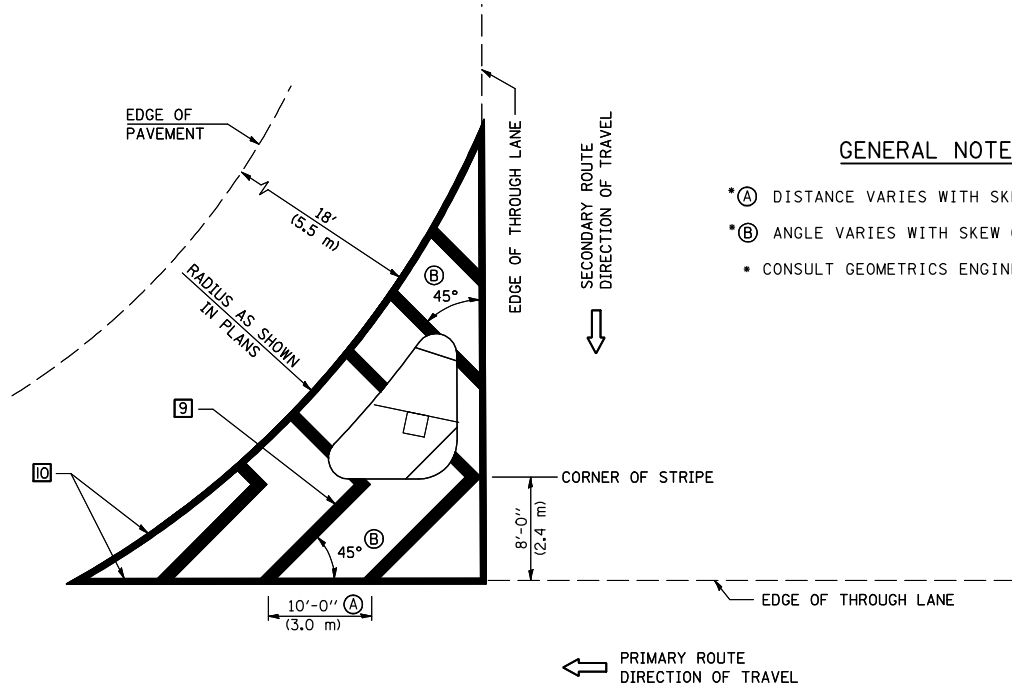 EDGE OF
PAVEMENT
18'
(5.5 m)
RADIUS AS SHOWN
IN PLANS
EDGE OF THROUGH LANE
SECONDARY ROUTE
DIRECTION OF TRAVEL
GENERAL NOTE
*Ⓐ DISTANCE VARIES WITH SK
*Ⓑ ANGLE VARIES WITH SKEW
* CONSULT GEOMETRICS ENGIN
Ⓑ
45°
9
10
CORNER OF STRIPE
8'-0"
(2.4 m)
45° Ⓑ
10'-0" Ⓐ
(3.0 m)
EDGE OF THROUGH LANE
PRIMARY ROUTE
DIRECTION OF TRAVEL